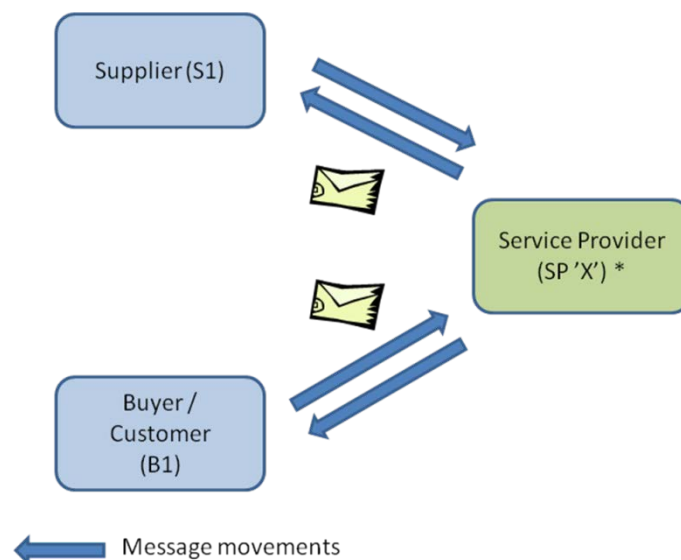 Supplier (S1)
Service Provider
(SP ’X’) *
Buyer /
Customer
(B1)
Message movements